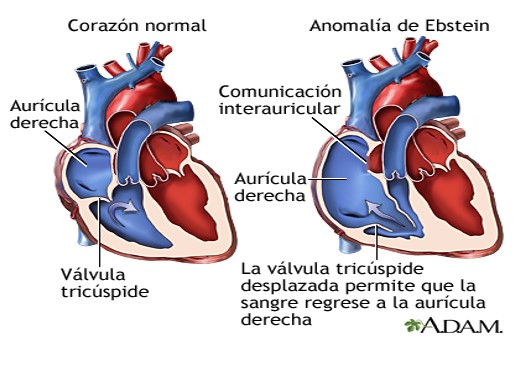 Corazón normal
Aurícula
derecha
Válvula
tricúspide
Anomalía de Ebstein
Comunicación
interauricular
Aurícula
derecha
La válvula tricúspide
desplazada permite que la
sangre regrese a la aurícula
derecha
A.D.A.M.